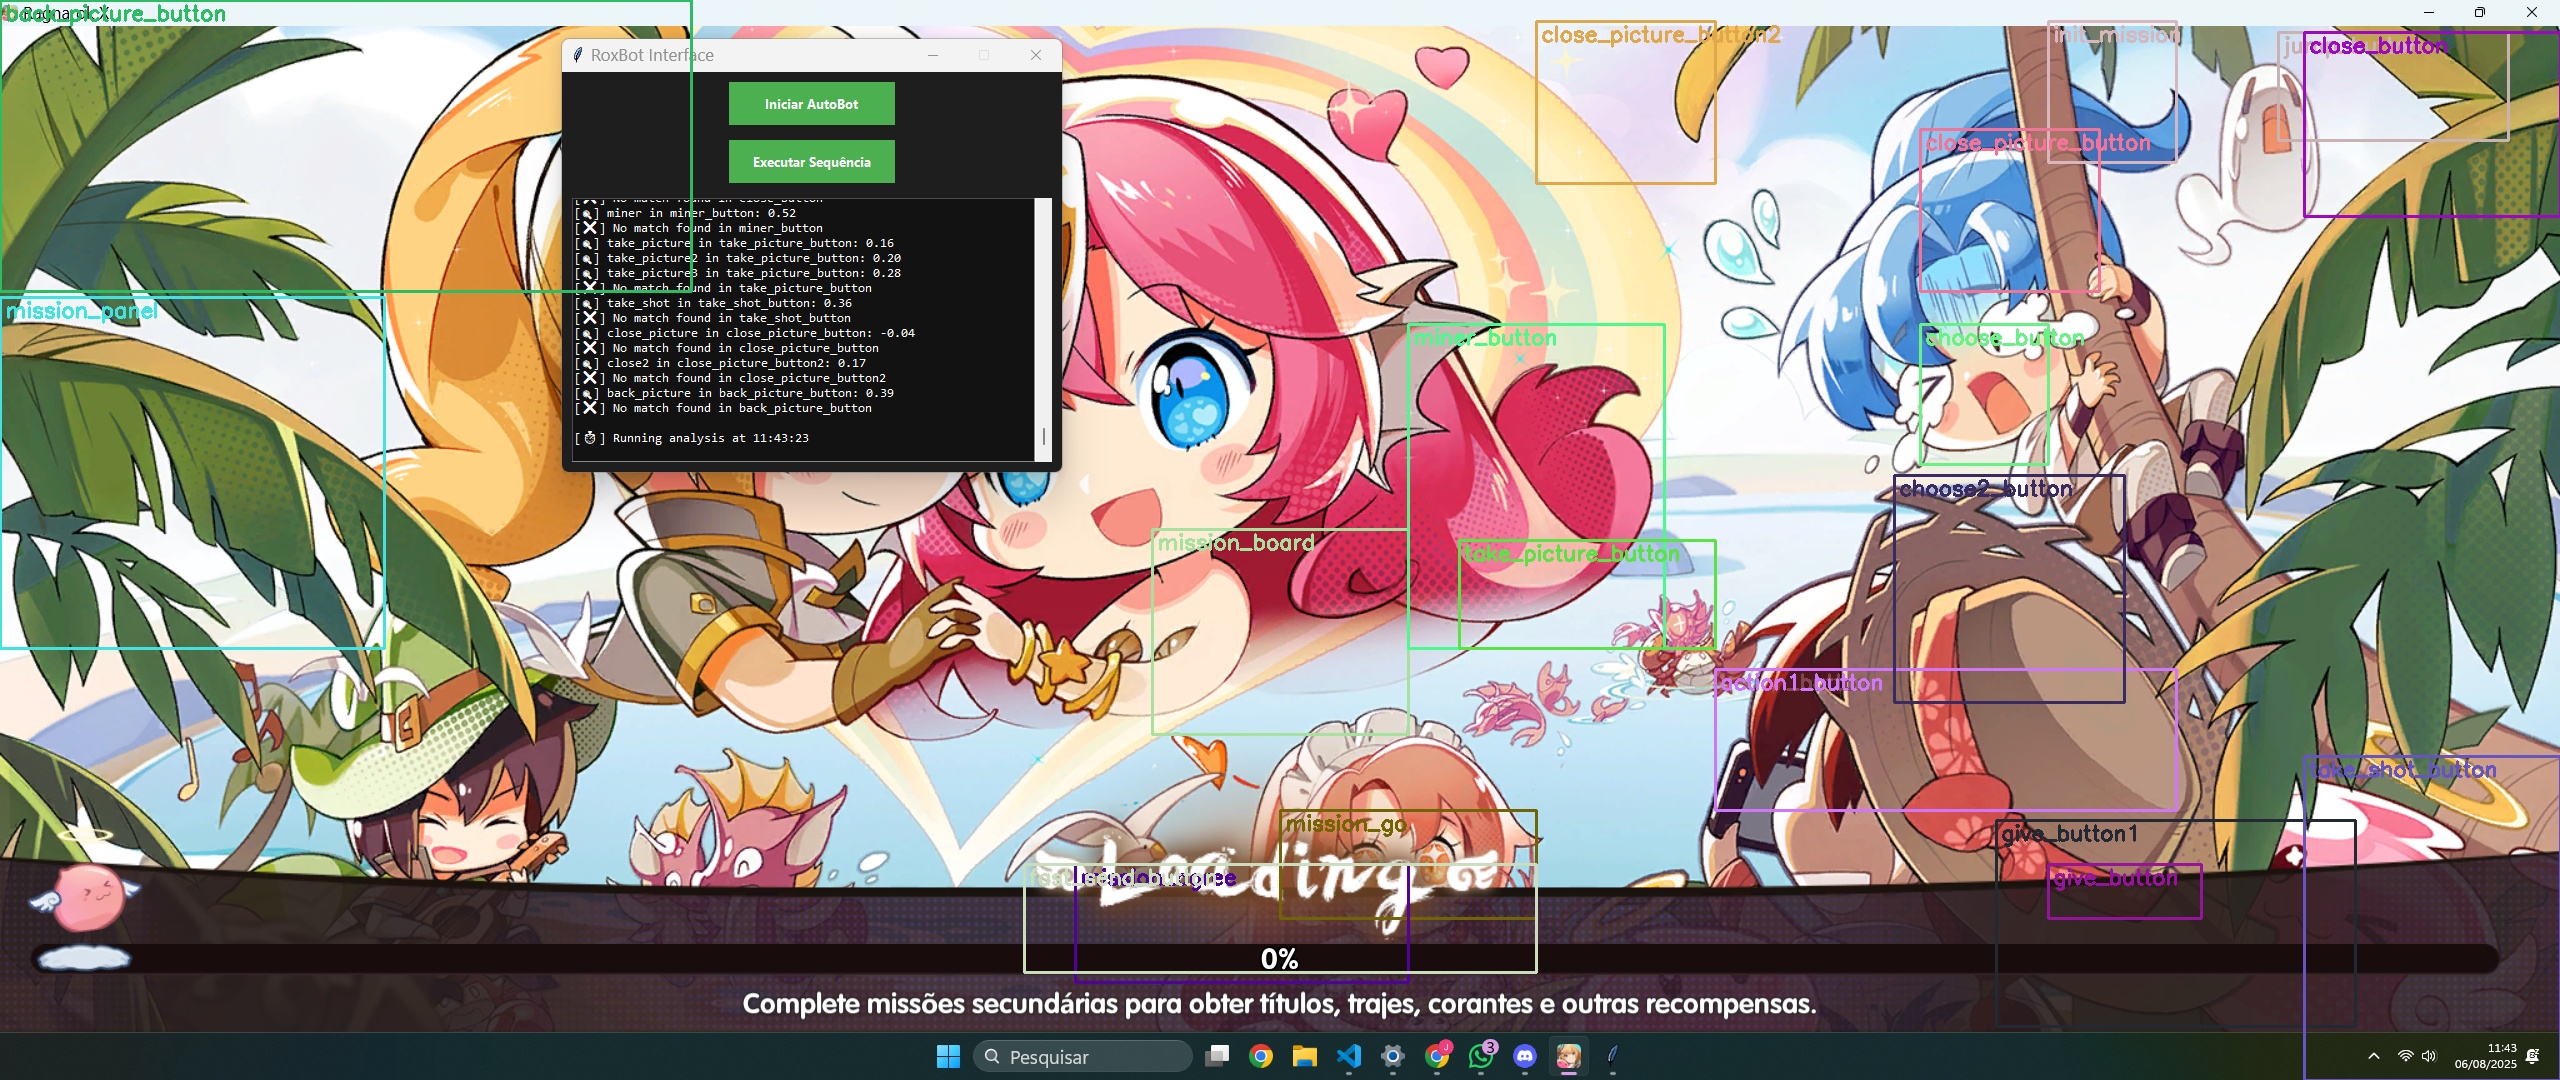 back_picture_button
close_picture_button2
init_mission
close_button
RoxBot Interface
Iniciar AutoBot
Executar Sequência
close_picture_button
[🔍] miner in miner_button: 0.52
[❌] No match found in miner_button
[🔍] take_picture in take_picture_button: 0.16
[🔍] take_picture2 in take_picture_button: 0.20
[🔍] take_picture3 in take_picture_button: 0.28
[❌] No match found in take_picture_button
[🔍] take_shot in take_shot_button: 0.36
[❌] No match found in take_shot_button
[🔍] close_picture in close_picture_button: -0.04
[❌] No match found in close_picture_button
[🔍] close2 in close_picture_button2: 0.17
[❌] No match found in close_picture_button2
[🔍] back_picture in back_picture_button: 0.39
[❌] No match found in back_picture_button
[⏱] Running analysis at 11:43:23
mission_panel
miner_button
choose_button
choose2_button
mission_board
take_picture_button
action1_button
take_shot_button
mission_go
give_button1
give_button
Loading
0%
Complete missões secundárias para obter títulos, trajes, corantes e outras recompensas.
Pesquisar
3
11:43
06/08/2025